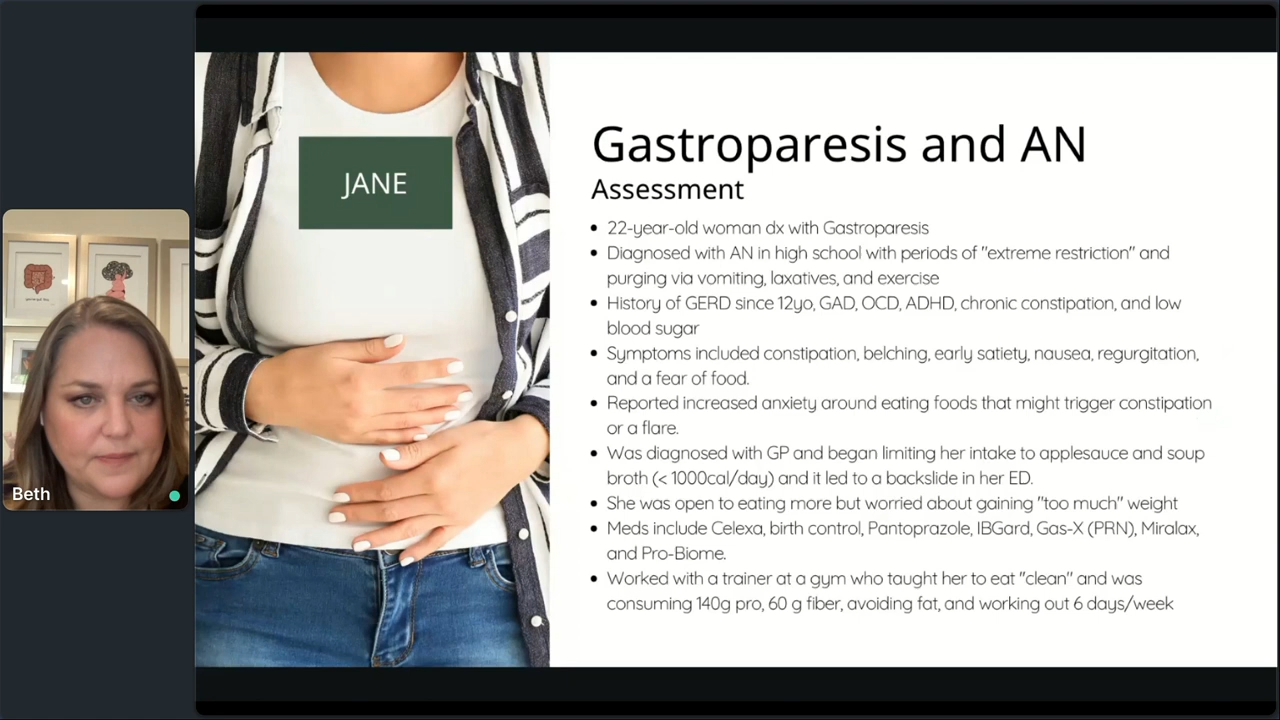 JANE
Gastroparesis and AN
Assessment
• 22-year-old woman dx with Gastroparesis
• Diagnosed with AN in high school with periods of "extreme restriction" and
purging via vomiting, laxatives, and exercise
• History of GERD since 12yo, GAD, OCD, ADHD, chronic constipation, and low
blood sugar
• Symptoms included constipation, belching, early satiety, nausea, regurgitation,
and a fear of food.
• Reported increased anxiety around eating foods that might trigger constipation
or a flare.
• Was diagnosed with GP and began limiting her intake to applesauce and soup
broth (< 1000cal/day) and it led to a backslide in her ED.
• She was open to eating more but worried about gaining "too much" weight
• Meds include Celexa, birth control, Pantoprazole, IBGard, Gas-X (PRN), Miralax,
and Pro-Biome.
• Worked with a trainer at a gym who taught her to eat "clean" and was
consuming 140g pro, 60 g fiber, avoiding fat, and working out 6 days/week
Beth